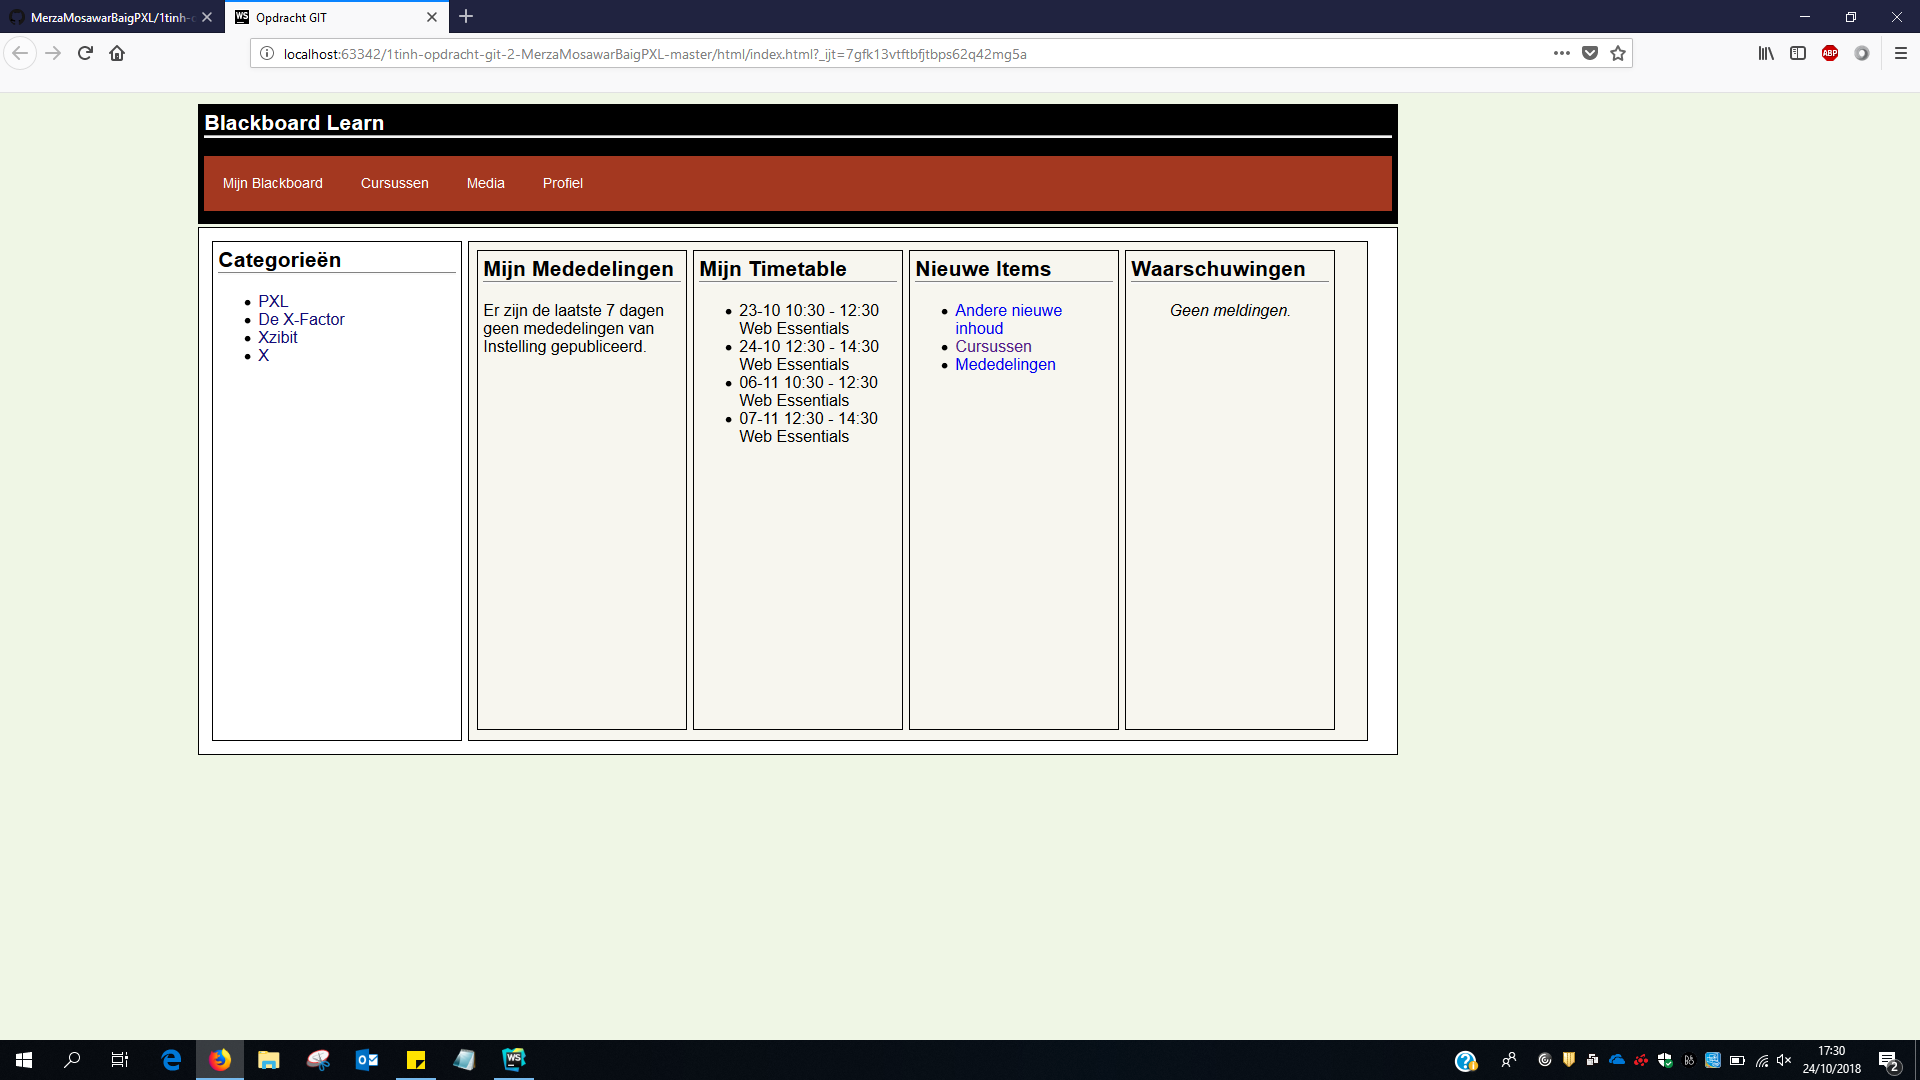 MerzaMosawarBaigPXL/1tinh-
Opdracht GIT
localhost:63342/1tinh-opdracht-git-2-MerzaMosawarBaigPXL-master/html/index.html?_ijt=7gfk13vtftbfjtbps62q42mg5a
ABP
Blackboard Learn
Mijn Blackboard
Cursussen
Media
Profiel
Categorieën
PXL
De X-Factor
Xzibit
X
Mijn Mededelingen
Er zijn de laatste 7 dagen
geen mededelingen van
Instelling gepubliceerd.
Mijn Timetable
23-10 10:30 - 12:30
Web Essentials
24-10 12:30 - 14:30
Web Essentials
06-11 10:30 - 12:30
Web Essentials
07-11 12:30 - 14:30
Web Essentials
Nieuwe Items
Andere nieuwe
inhoud
Cursussen
Mededelingen
Waarschuwingen
Geen meldingen.
WS
17:30
24/10/2018
2